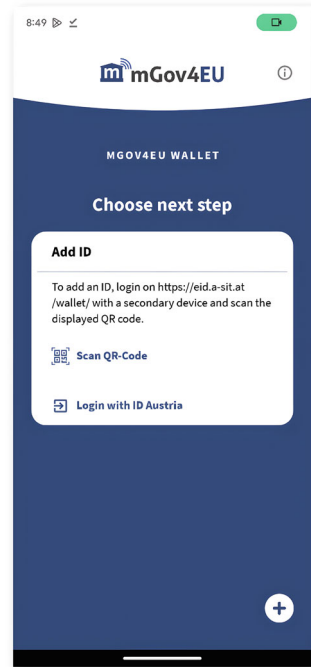 8:49
mGov4EU
MGOV4EU WALLET
Choose next step
Add ID
To add an ID, login on https://eid.a-sit.at
/wallet/ with a secondary device and scan the
displayed QR code.
Scan QR-Code
Login with ID Austria